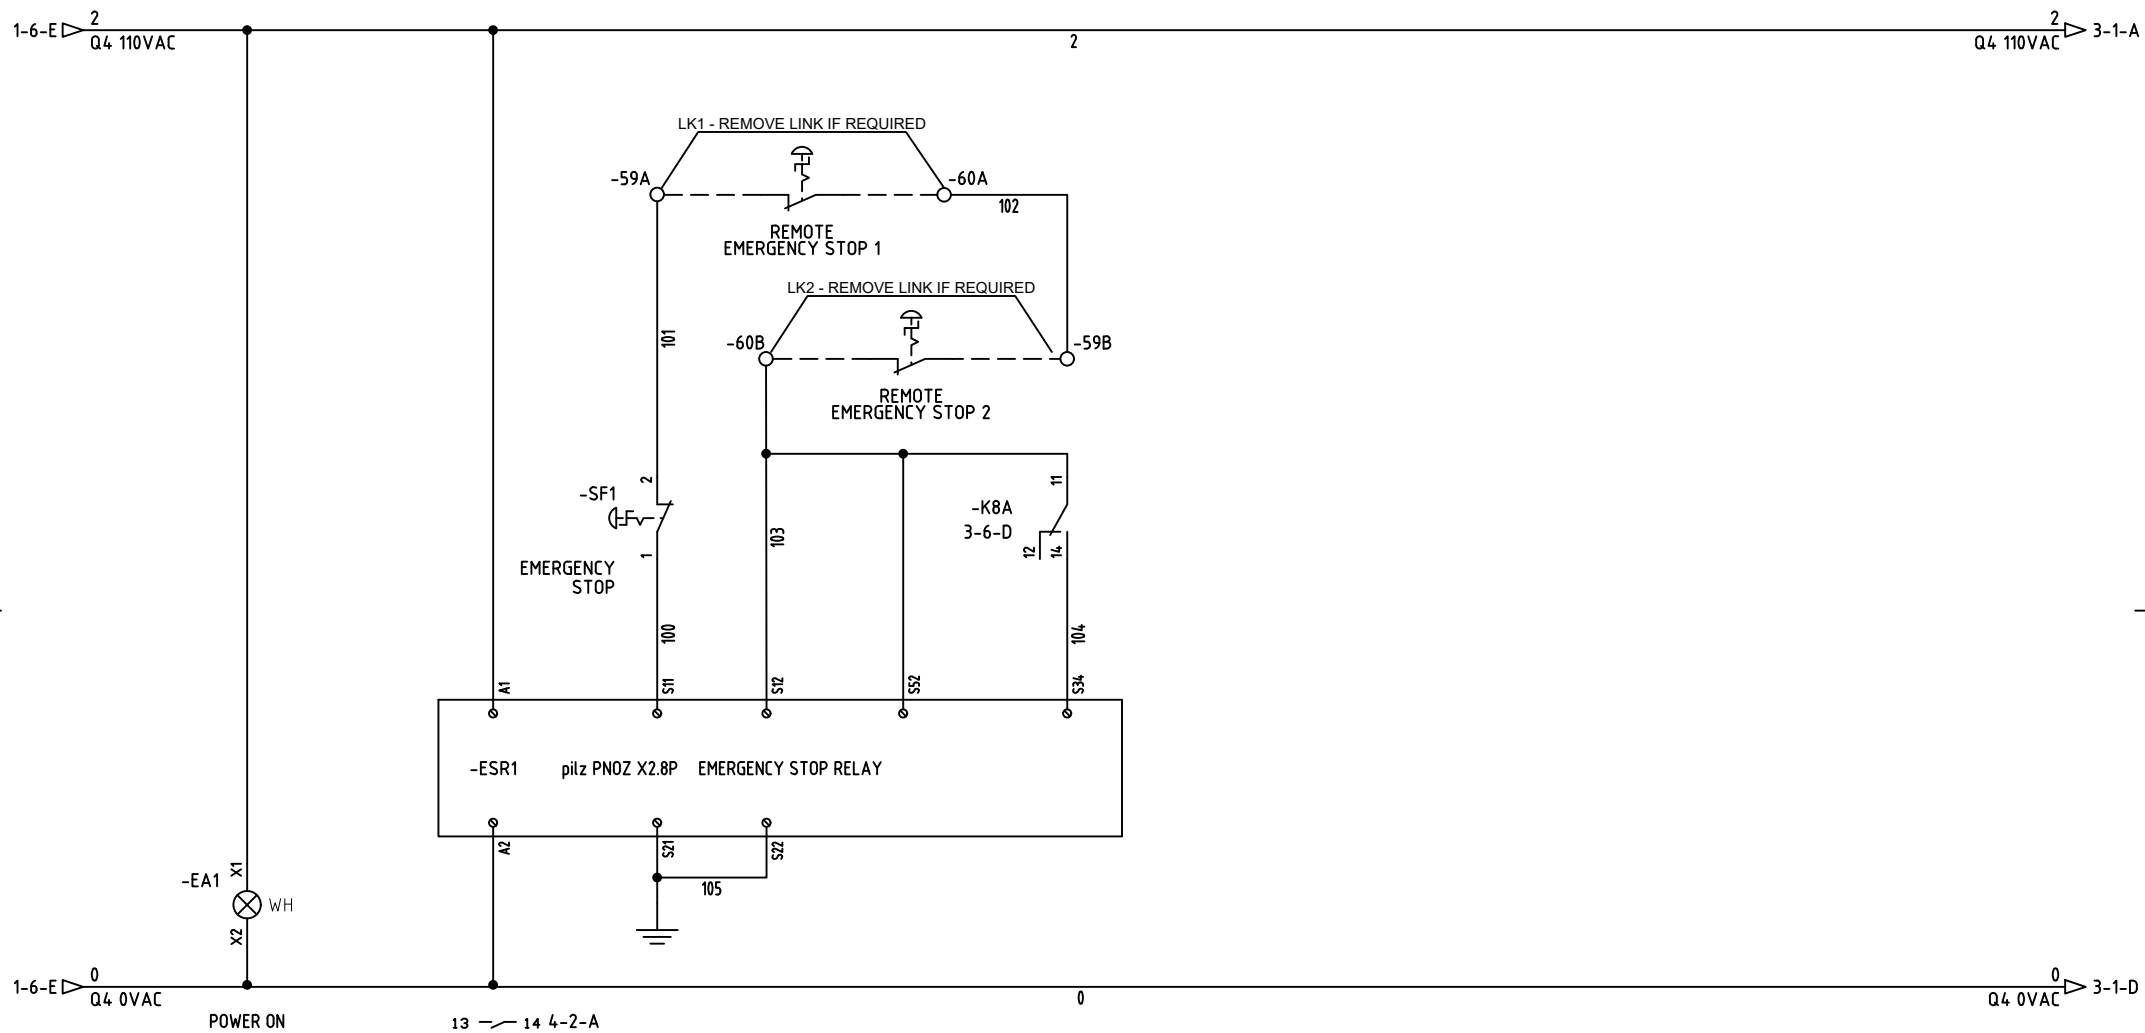 1-6-E
2
Q4 110VAC
2
2
Q4 110VAC
3-1-A
LK1 - REMOVE LINK IF REQUIRED
-59A
-60A
102
REMOTE
EMERGENCY STOP 1
LK2 - REMOVE LINK IF REQUIRED
101
-60B
-59B
REMOTE
EMERGENCY STOP 2
2
-SF1
1
EMERGENCY
STOP
103
11
-K8A
3-6-D
12
14
100
104
A1
S11
S12
S52
S34
-ESR1
pilz PNOZ X2.8P
EMERGENCY STOP RELAY
A2
S21
S22
105
X1
-EA1
WH
X2
1-6-E
0
Q4 0VAC
0
0
Q4 0VAC
3-1-D
POWER ON
13
14 4-2-A